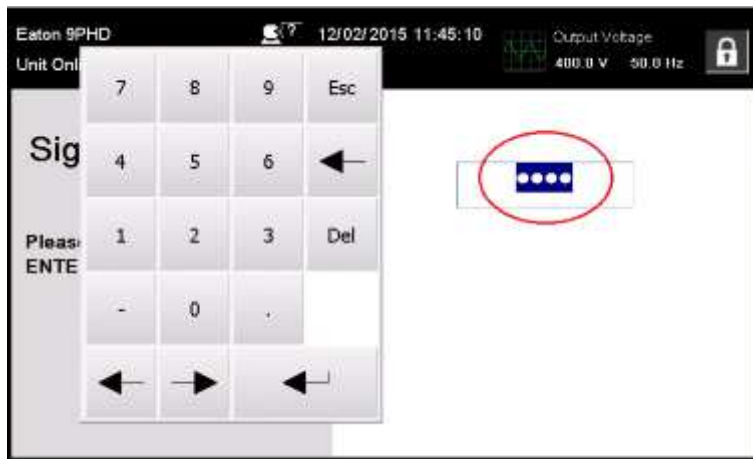 Eaton 9PHD 12/02/2015 11:45:10 Output Voltage
Unit Onl 400.0 V 50.0 Hz
7 8 9 Esc
Sig
4 5 6
Pleas
1 2 3 Del
ENTE
- 0 .